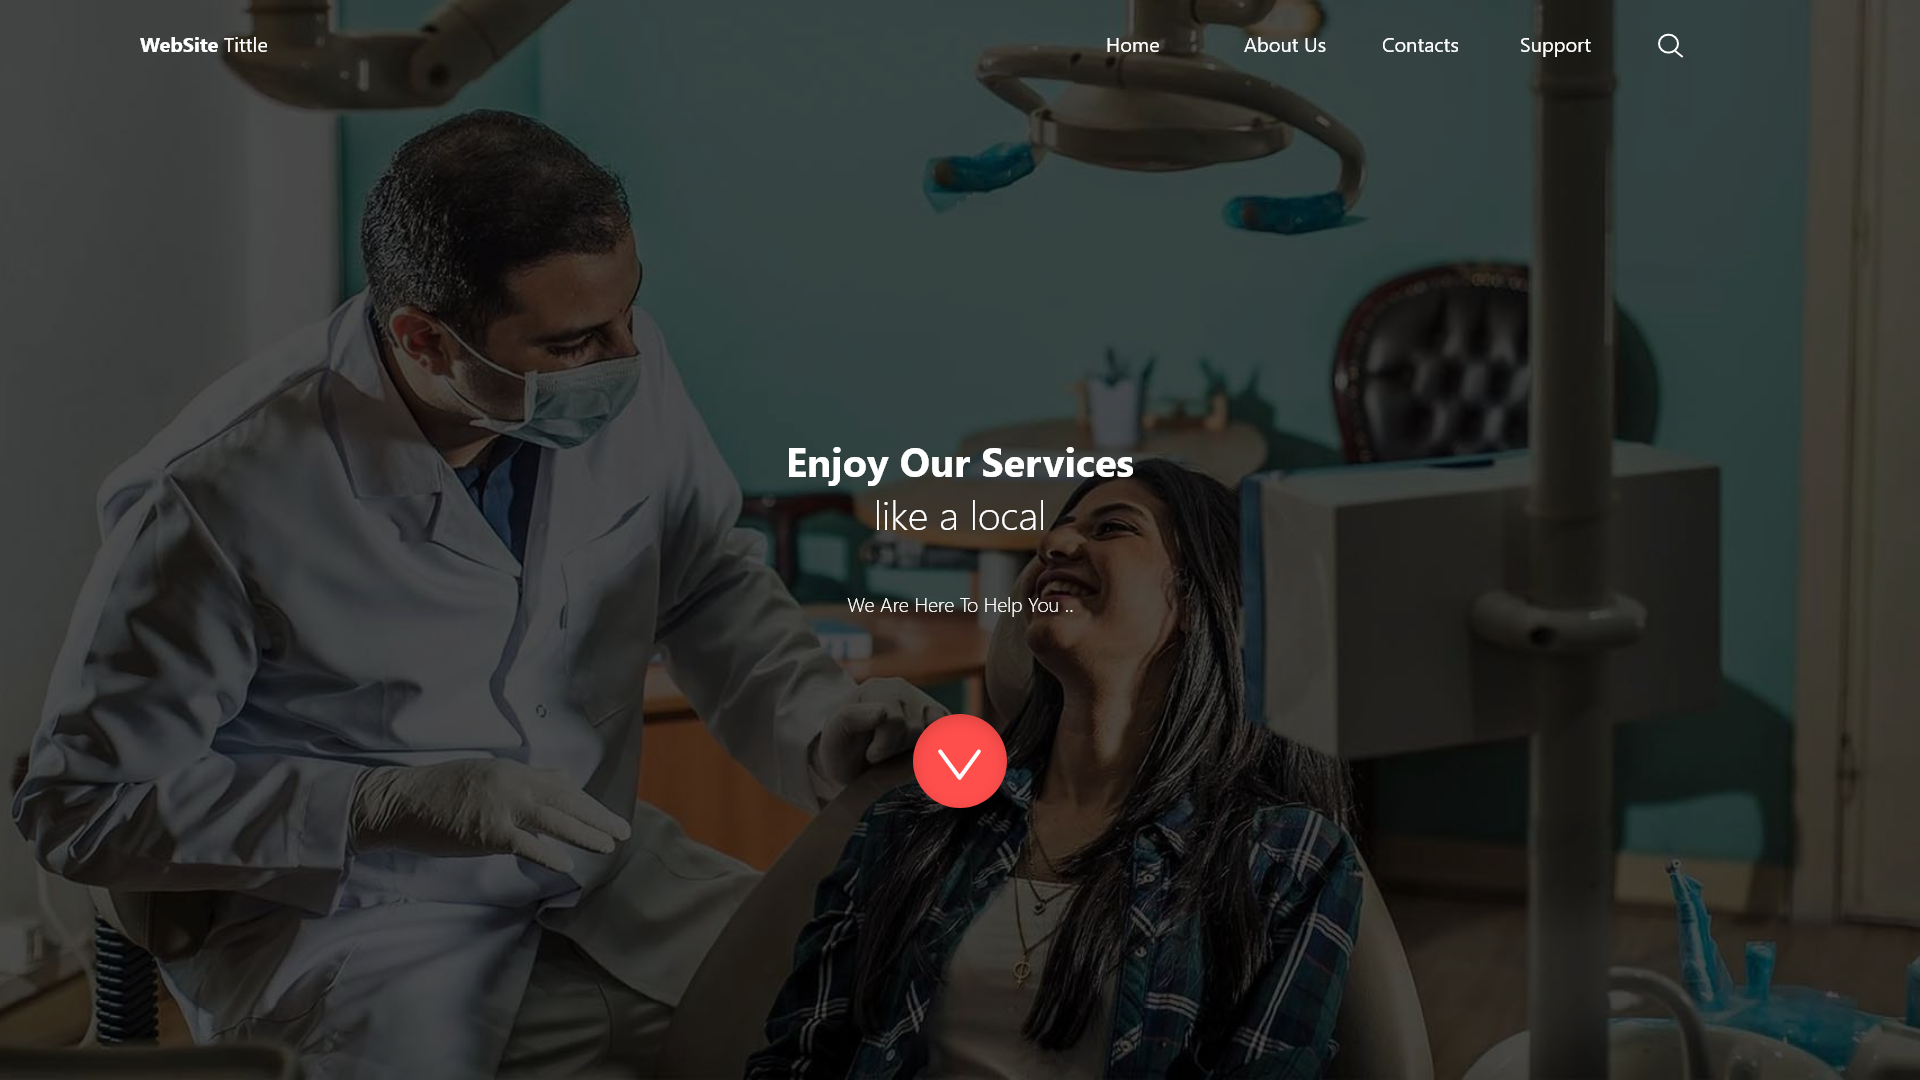 WebSite Tittle
Home
About Us
Contacts
Support
Enjoy Our Services
like a local
We Are Here To Help You ..